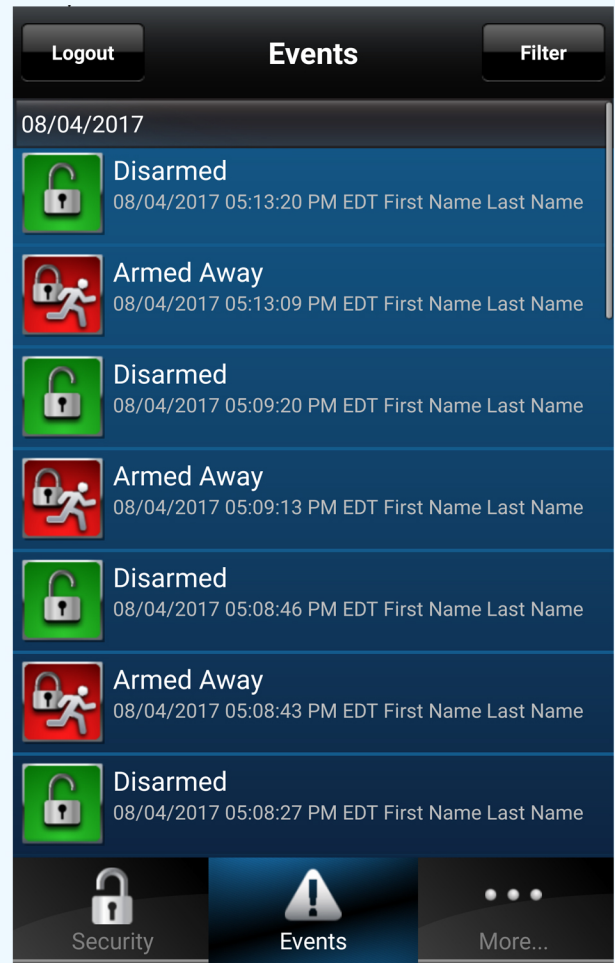 Logout
Events
Filter
08/04/2017
Disarmed
08/04/2017 05:13:20 PM EDT First Name Last Name
Armed Away
08/04/2017 05:13:09 PM EDT First Name Last Name
Disarmed
08/04/2017 05:09:20 PM EDT First Name Last Name
Armed Away
08/04/2017 05:09:13 PM EDT First Name Last Name
Disarmed
08/04/2017 05:08:46 PM EDT First Name Last Name
Armed Away
08/04/2017 05:08:43 PM EDT First Name Last Name
Disarmed
08/04/2017 05:08:27 PM EDT First Name Last Name
Security
Events
More...